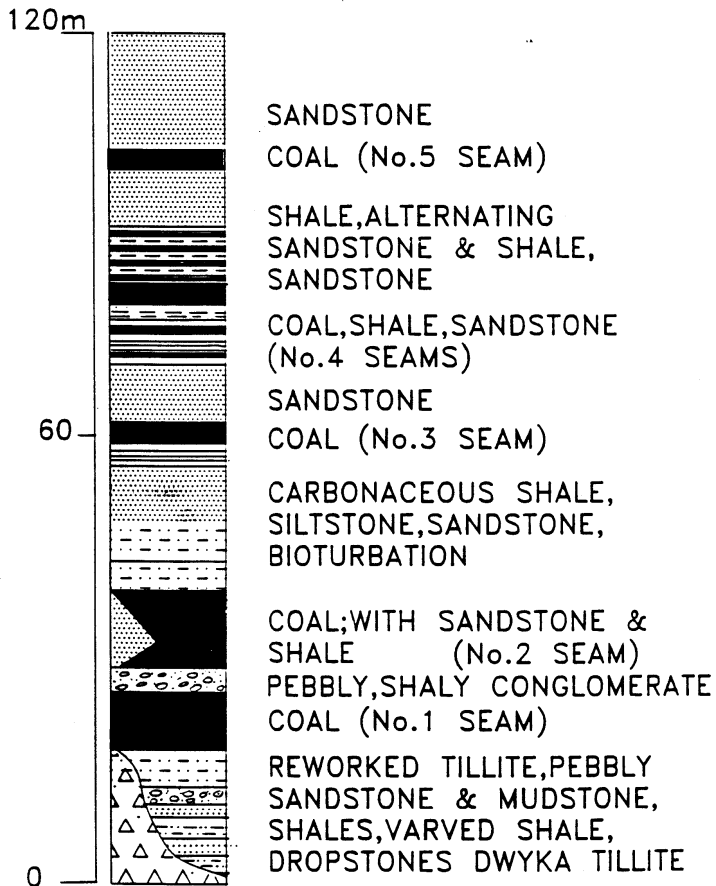 120m
SANDSTONE
COAL (No.5 SEAM)
SHALE,ALTERNATING
SANDSTONE & SHALE,
SANDSTONE
COAL,SHALE,SANDSTONE
(No.4 SEAMS)
SANDSTONE
60
COAL (No.3 SEAM)
CARBONACEOUS SHALE,
SILTSTONE,SANDSTONE,
BIOTURBATION
COAL;WITH SANDSTONE &
SHALE (No.2 SEAM)
PEBBLY,SHALY CONGLOMERATE
COAL (No.1 SEAM)
REWORKED TILLITE,PEBBLY
SANDSTONE & MUDSTONE,
SHALES,VARVED SHALE,
DROPSTONES DWYKA TILLITE
0